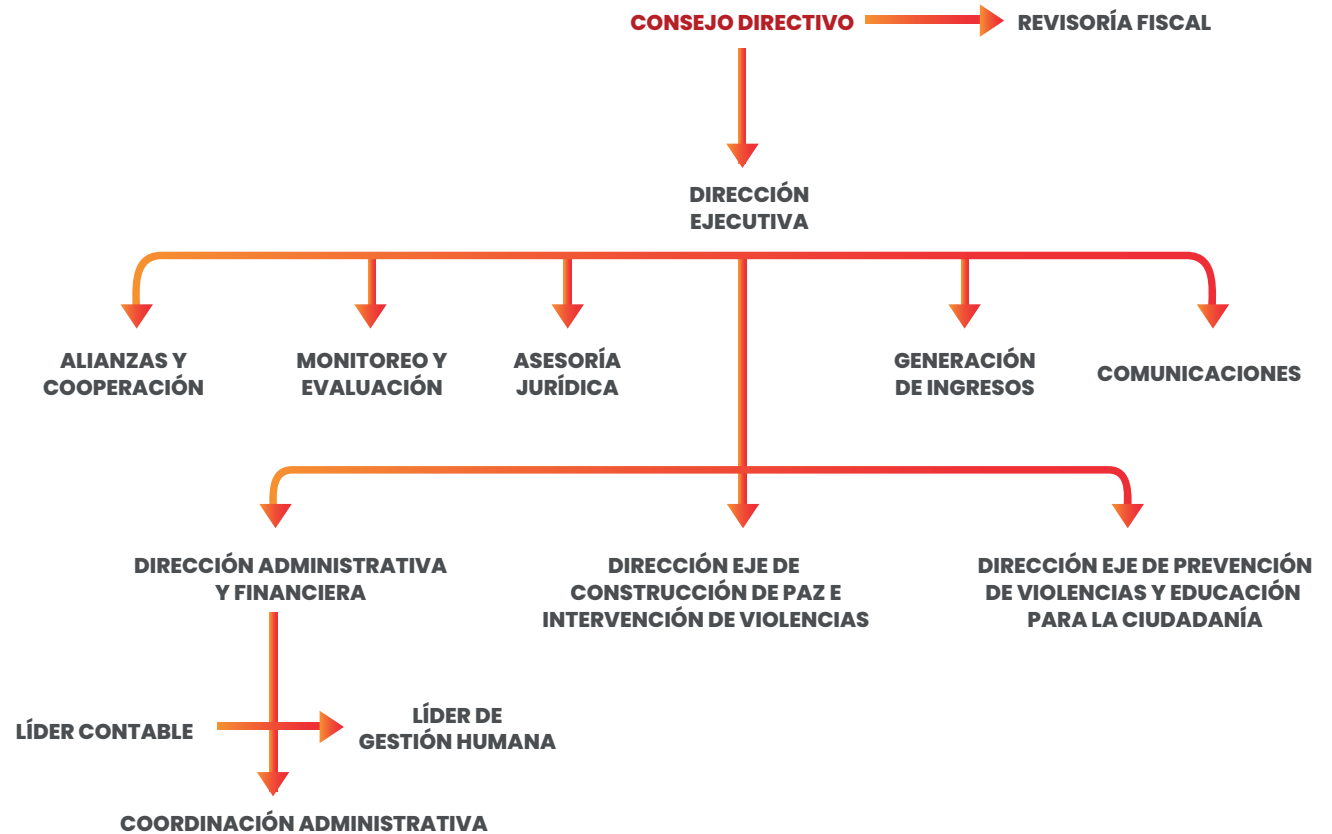 CONSEJO DIRECTIVO
REVISORÍA FISCAL
DIRECCIÓN
EJECUTIVA
ALIANZAS Y
COOPERACIÓN
MONITOREO Y
EVALUACIÓN
ASESORÍA
JURÍDICA
GENERACIÓN
DE INGRESOS
COMUNICACIONES
DIRECCIÓN ADMINISTRATIVA
Y FINANCIERA
DIRECCIÓN EJE DE
CONSTRUCCIÓN DE PAZ E
INTERVENCIÓN DE VIOLENCIAS
DIRECCIÓN EJE DE PREVENCIÓN
DE VIOLENCIAS Y EDUCACIÓN
PARA LA CIUDADANÍA
LÍDER CONTABLE
LÍDER DE
GESTIÓN HUMANA
COORDINACIÓN ADMINISTRATIVA